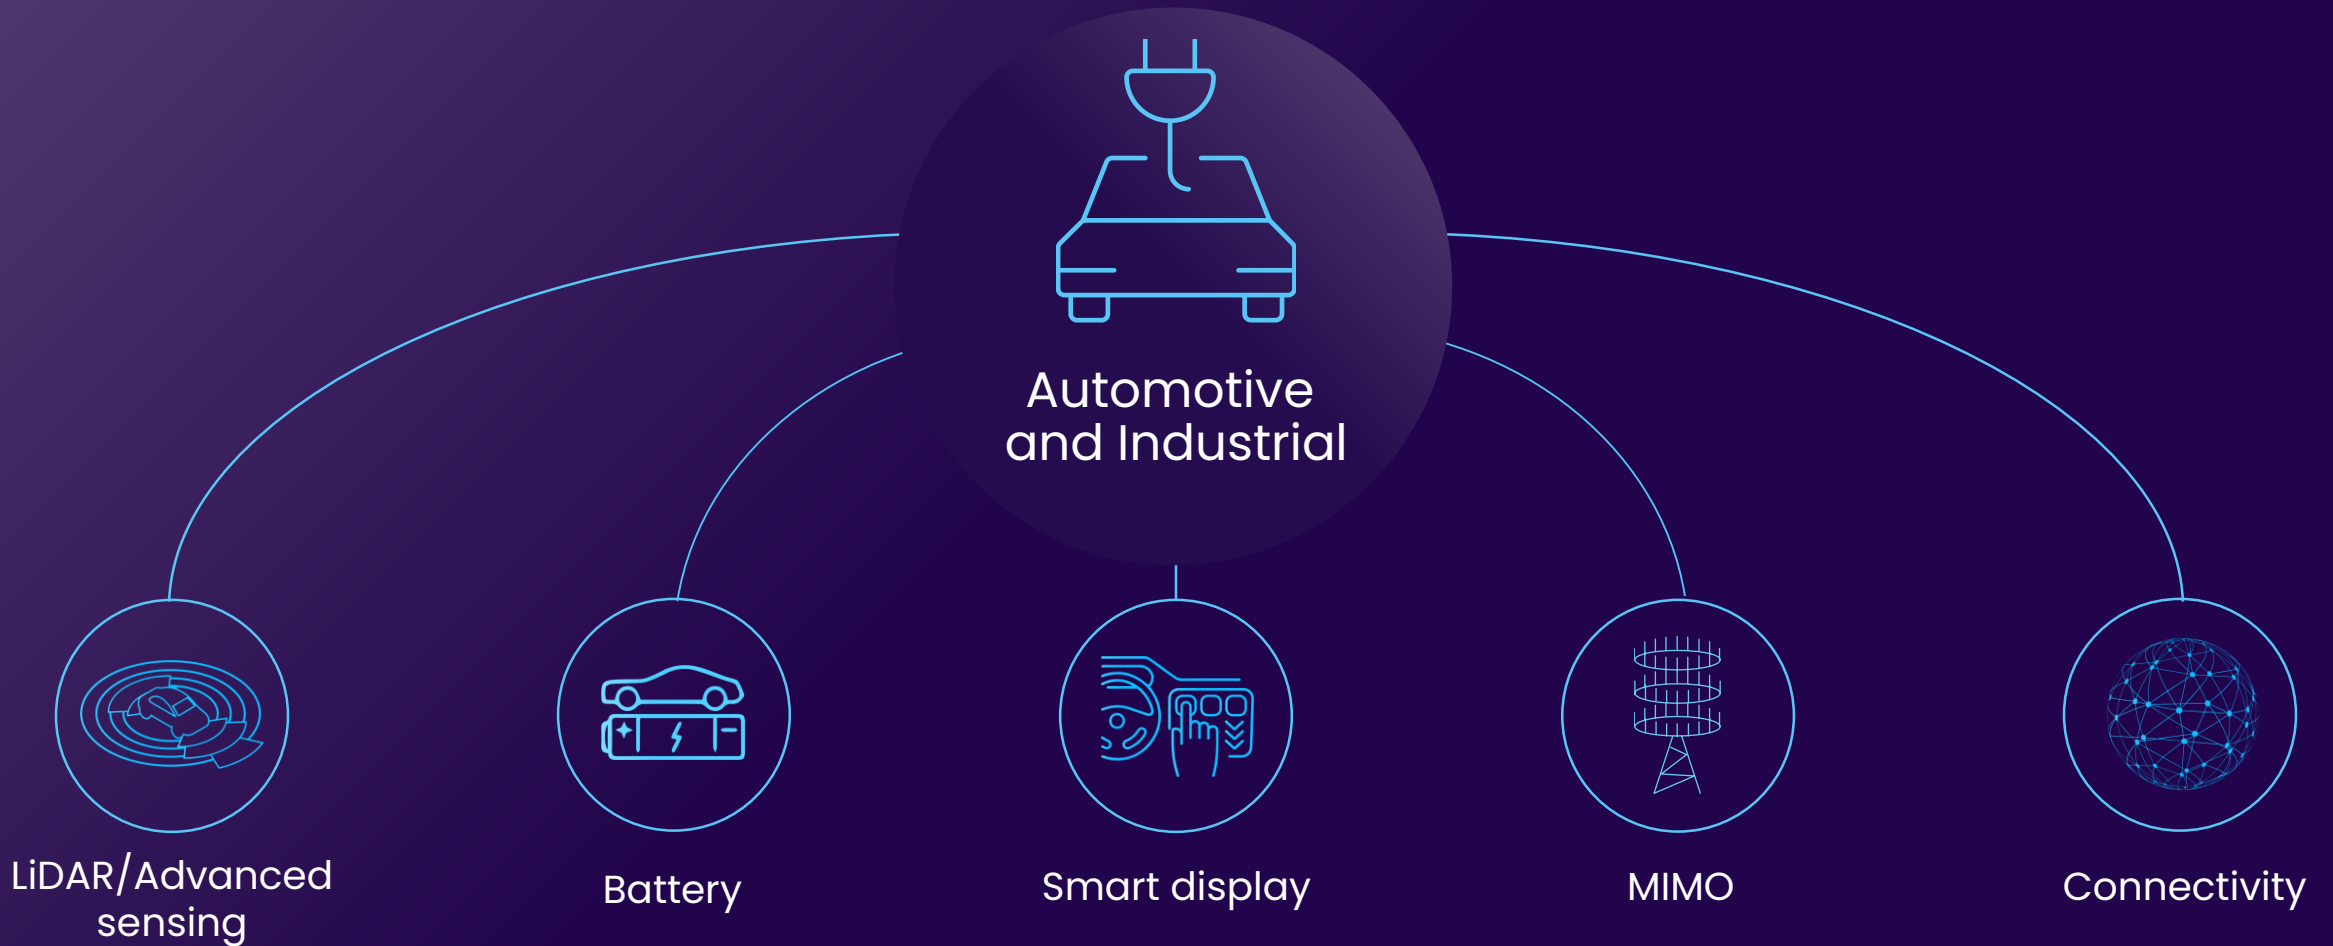 Automotive
and Industrial
LiDAR/Advanced
sensing
Battery
Smart display
MIMO
Connectivity